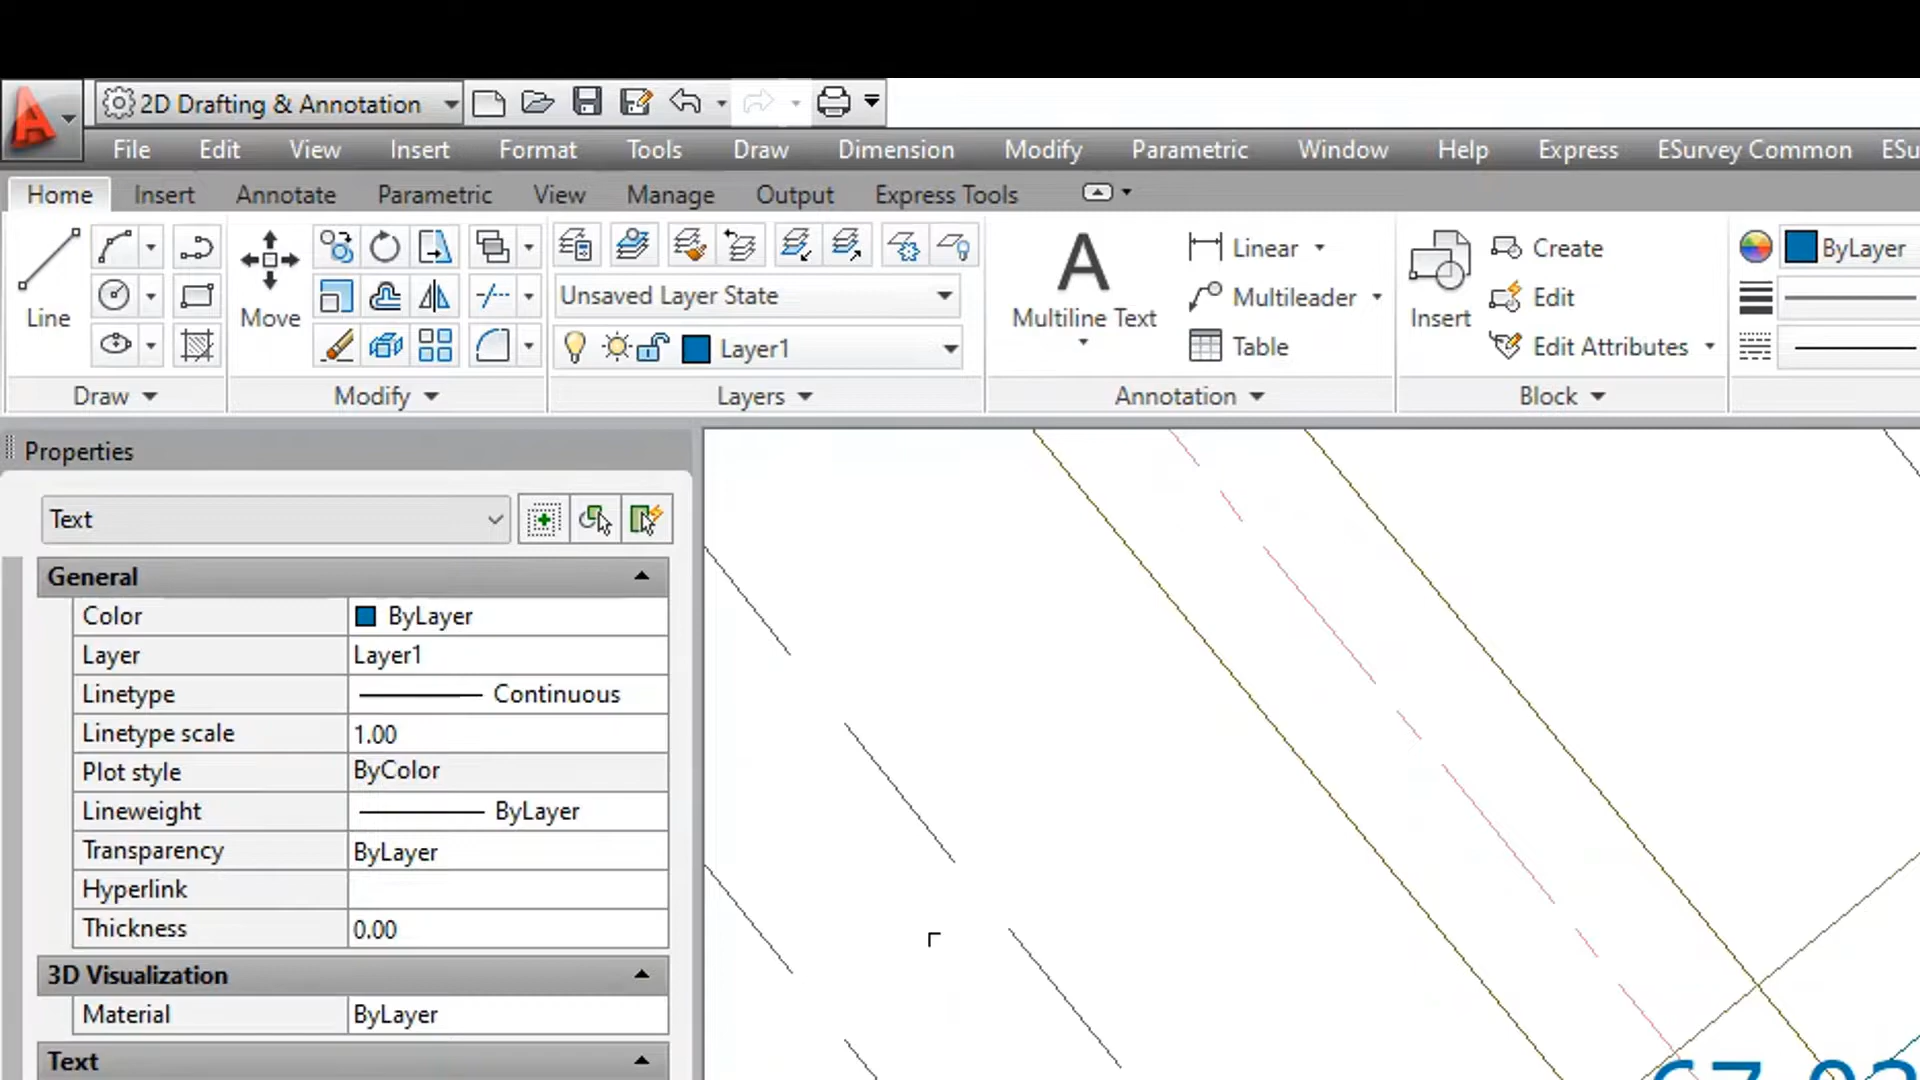 2D Drafting & Annotation
File Edit View Insert Format Tools Draw Dimension Modify Parametric Window Help Express ESurvey Common ESu
Home Insert Annotate Parametric View Manage Output Express Tools
Line
Move
Unsaved Layer State
Layer1
Multiline Text
Linear
Multileader
Table
Insert
Create
Edit
Edit Attributes
ByLayer
Draw Modify Layers Annotation Block
Properties
Text
General
Color ByLayer
Layer Layer1
Linetype Continuous
Linetype scale 1.00
Plot style ByColor
Lineweight ByLayer
Transparency ByLayer
Hyperlink
Thickness 0.00
3D Visualization
Material ByLayer
Text